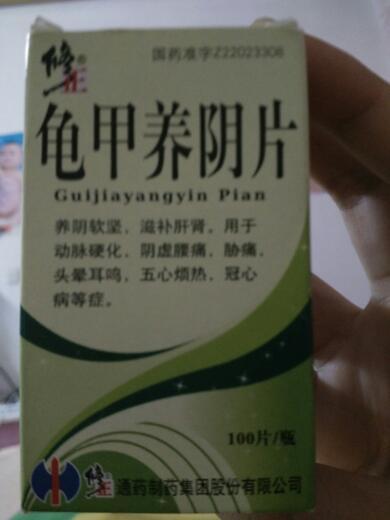 修正
国药准字Z22023308
龟甲养阴片
Guijiayangyin Pian
养阴软坚，滋补肝肾。用于
动脉硬化，阴虚腰痛，胁痛，
头晕耳鸣，五心烦热，冠心
病等症。
100片/瓶
修正 通药制药集团股份有限公司